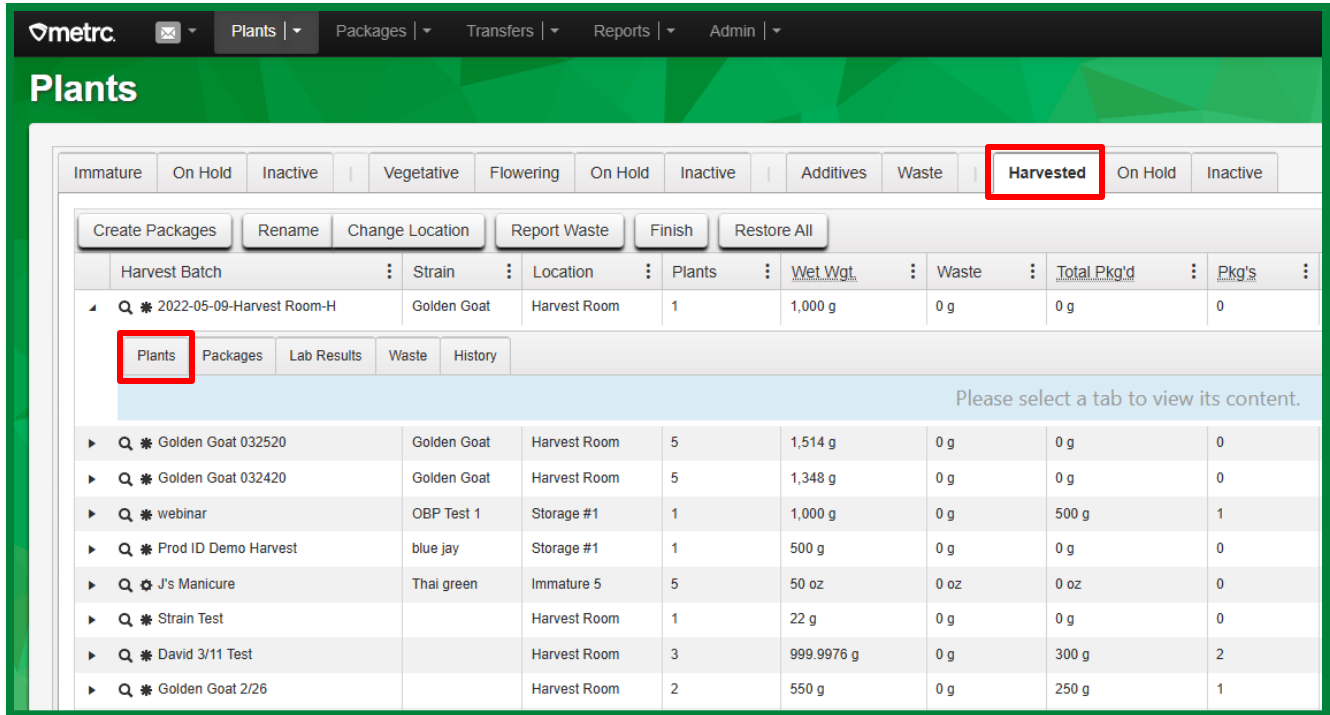 metrc. Plants Packages Transfers Reports Admin
Plants
Immature On Hold Inactive | Vegetative Flowering On Hold Inactive | Additives Waste | Harvested On Hold Inactive
Create Packages Rename Change Location Report Waste Finish Restore All
Harvest Batch Strain Location Plants Wet Wgt. Waste Total Pkg'd Pkg's
2022-05-09-Harvest Room-H Golden Goat Harvest Room 1 1,000 g 0 g 0 g 0
Plants Packages Lab Results Waste History
Please select a tab to view its content.
Golden Goat 032520 Golden Goat Harvest Room 5 1,514 g 0 g 0 g 0
Golden Goat 032420 Golden Goat Harvest Room 5 1,348 g 0 g 0 g 0
webinar OBP Test 1 Storage #1 1 1,000 g 0 g 500 g 1
Prod ID Demo Harvest blue jay Storage #1 1 500 g 0 g 0 g 0
J's Manicure Thai green Immature 5 5 50 oz 0 oz 0 oz 0
Strain Test Harvest Room 1 22 g 0 g 0 g 0
David 3/11 Test Harvest Room 3 999.9976 g 0 g 300 g 2
Golden Goat 2/26 Harvest Room 2 550 g 0 g 250 g 1